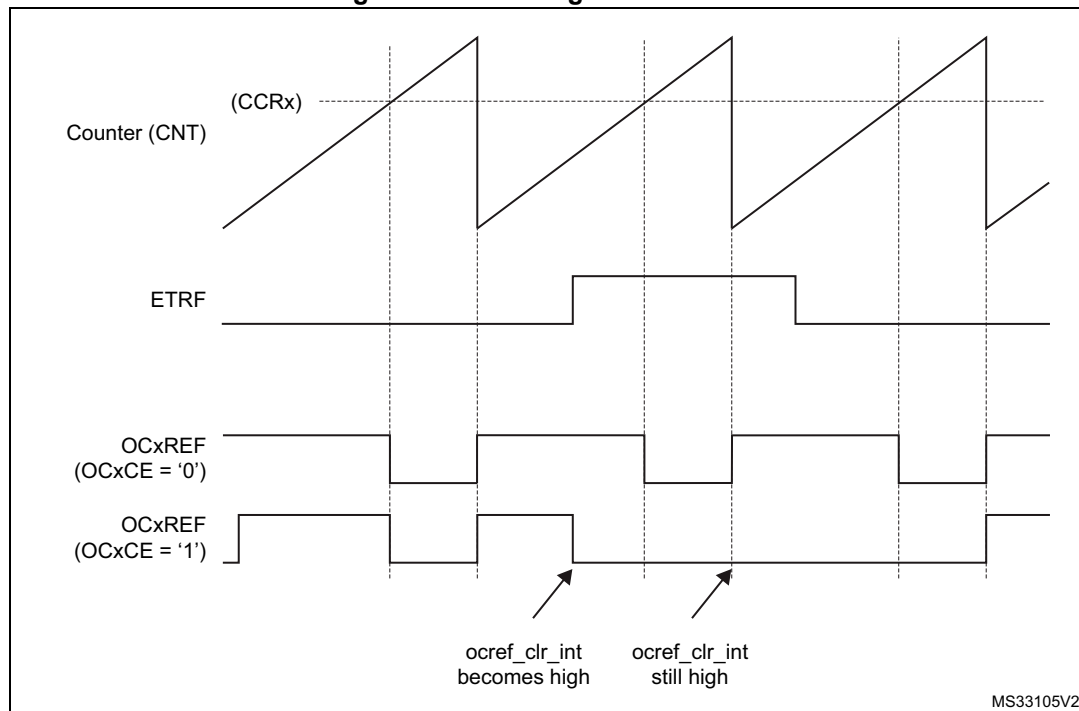 (CCRx)
Counter (CNT)
ETRF
OCxREF
(OCxCE = ‘0’)
OCxREF
(OCxCE = ‘1’)
ocref_clr_int
becomes high
ocref_clr_int
still high
MS33105V2